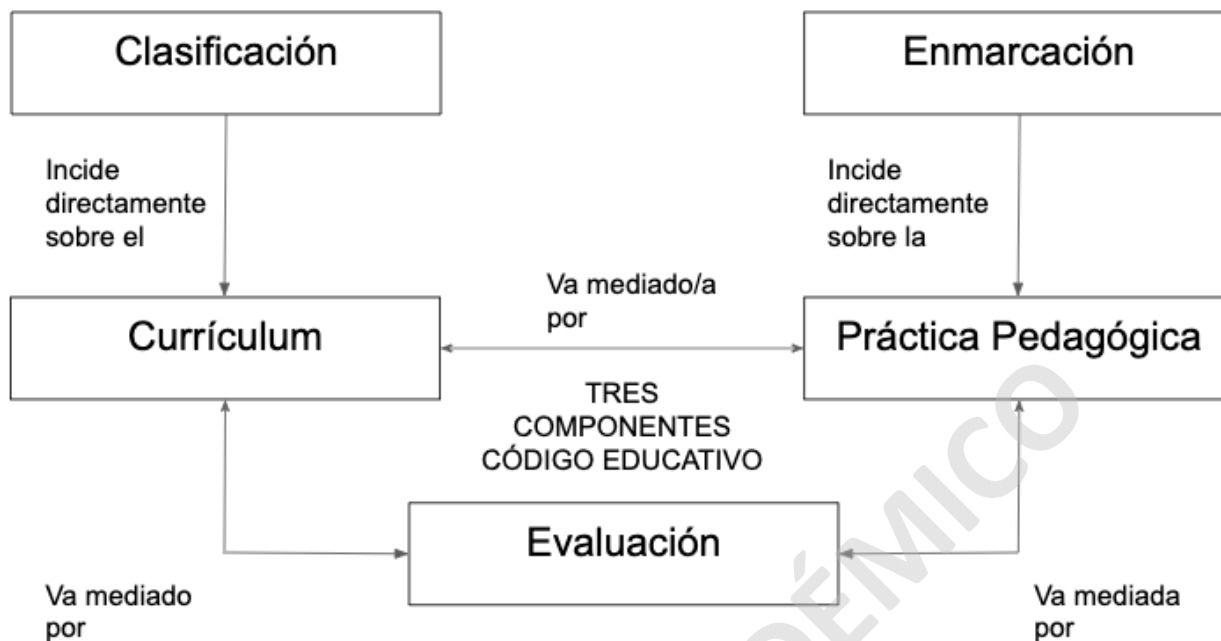 Clasificación
Enmarcación
Incide
directamente
sobre el
Incide
directamente
sobre la
Va mediado/a
por
Currículum
Práctica Pedagógica
TRES
COMPONENTES
CÓDIGO EDUCATIVO
Evaluación
Va mediado
por
Va mediada
por